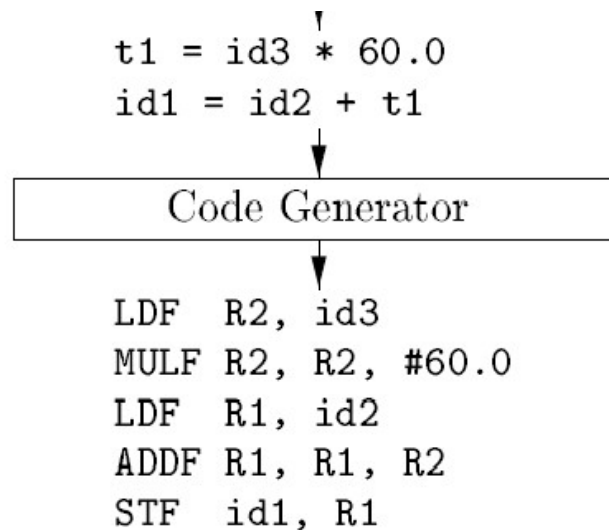 t1 = id3 * 60.0
id1 = id2 + t1
Code Generator
LDF R2, id3
MULF R2, R2, #60.0
LDF R1, id2
ADDF R1, R1, R2
STF id1, R1